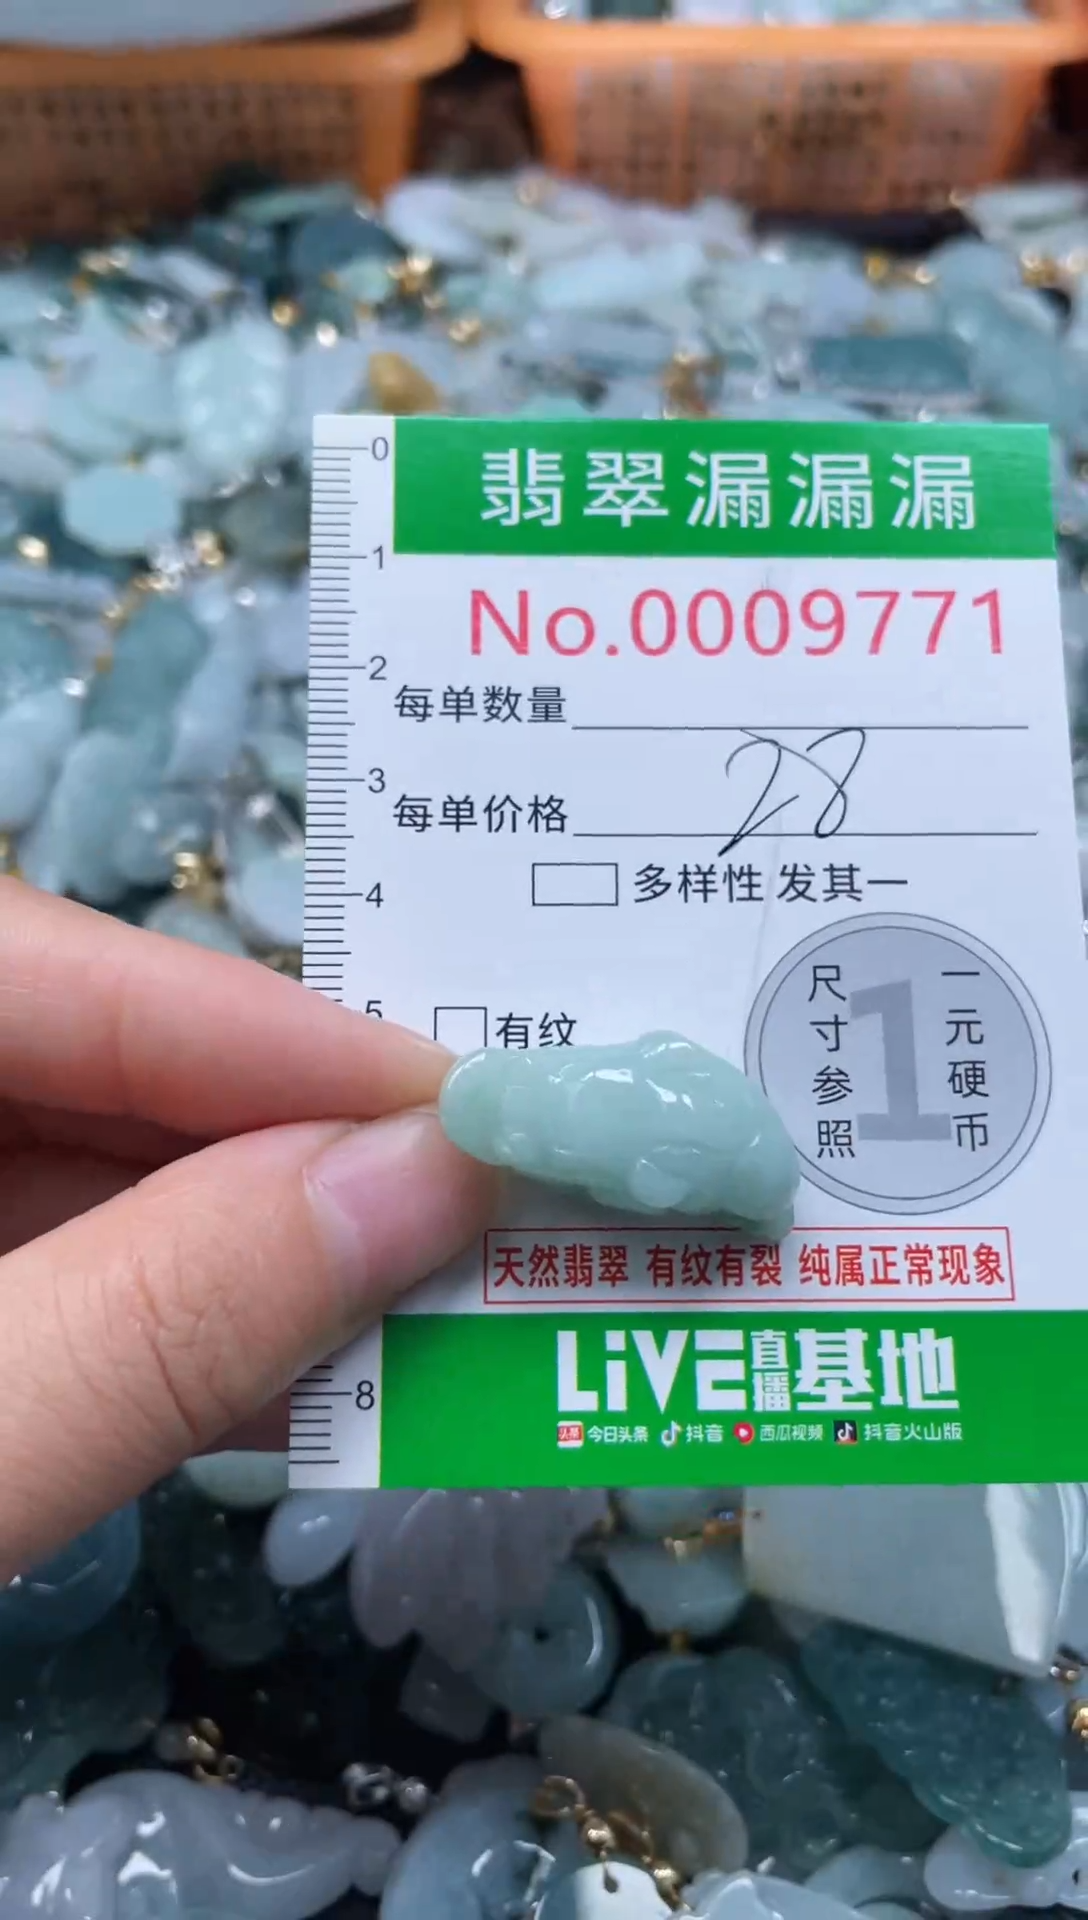 0
翡翠漏漏漏
1
No.0009771
2
每单数量
3
28
每单价格
4
多样性 发其一
5
有纹
尺寸参照
1
一元硬币
天然翡翠 有纹有裂 纯属正常现象
8
LiVE直播基地
头条 今日头条 抖音 西瓜视频 抖音火山版